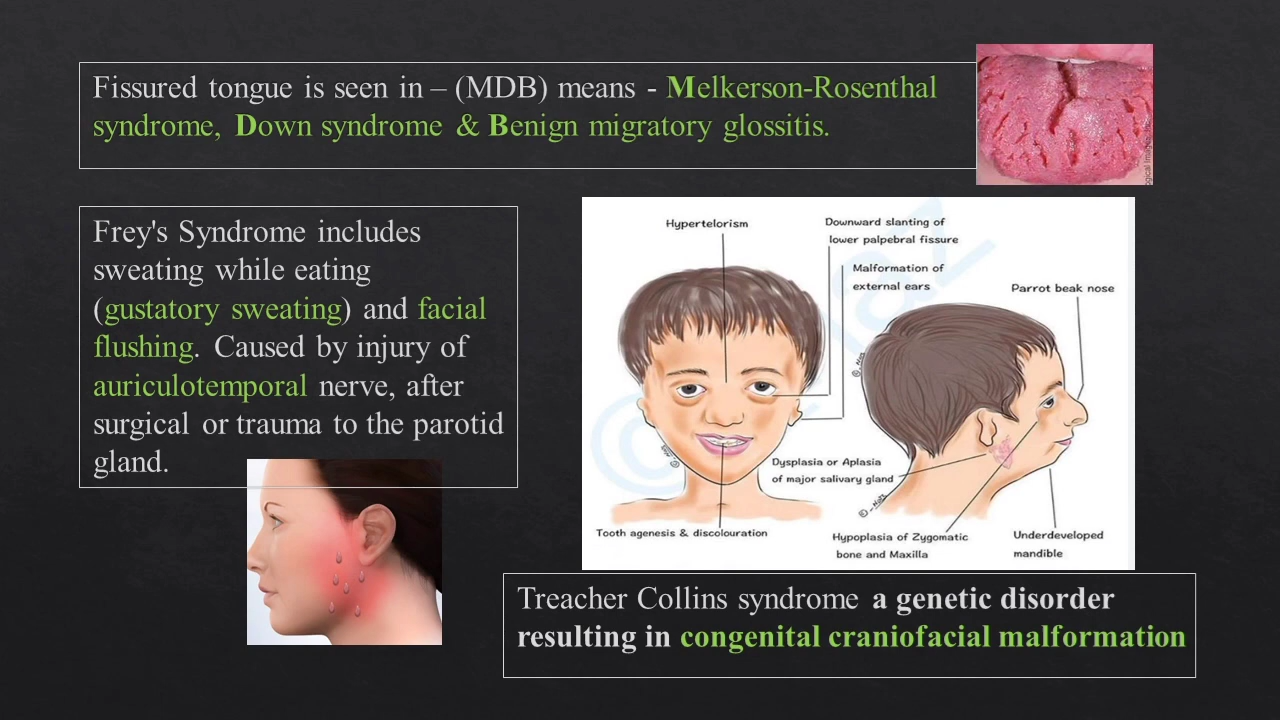 Fissured tongue is seen in – (MDB) means - Melkerson-Rosenthal
syndrome, Down syndrome & Benign migratory glossitis.
Frey's Syndrome includes
sweating while eating
(gustatory sweating) and facial
flushing. Caused by injury of
auriculotemporal nerve, after
surgical or trauma to the parotid
gland.
Hypertelorism
Downward slanting of
lower palpebral fissure
Malformation of
external ears
Parrot beak nose
Dysplasia or Aplasia
of major salivary gland
Tooth agenesis & discolouration
Hypoplasia of Zygomatic
bone and Maxilla
Underdeveloped
mandible
Treacher Collins syndrome a genetic disorder
resulting in congenital craniofacial malformation